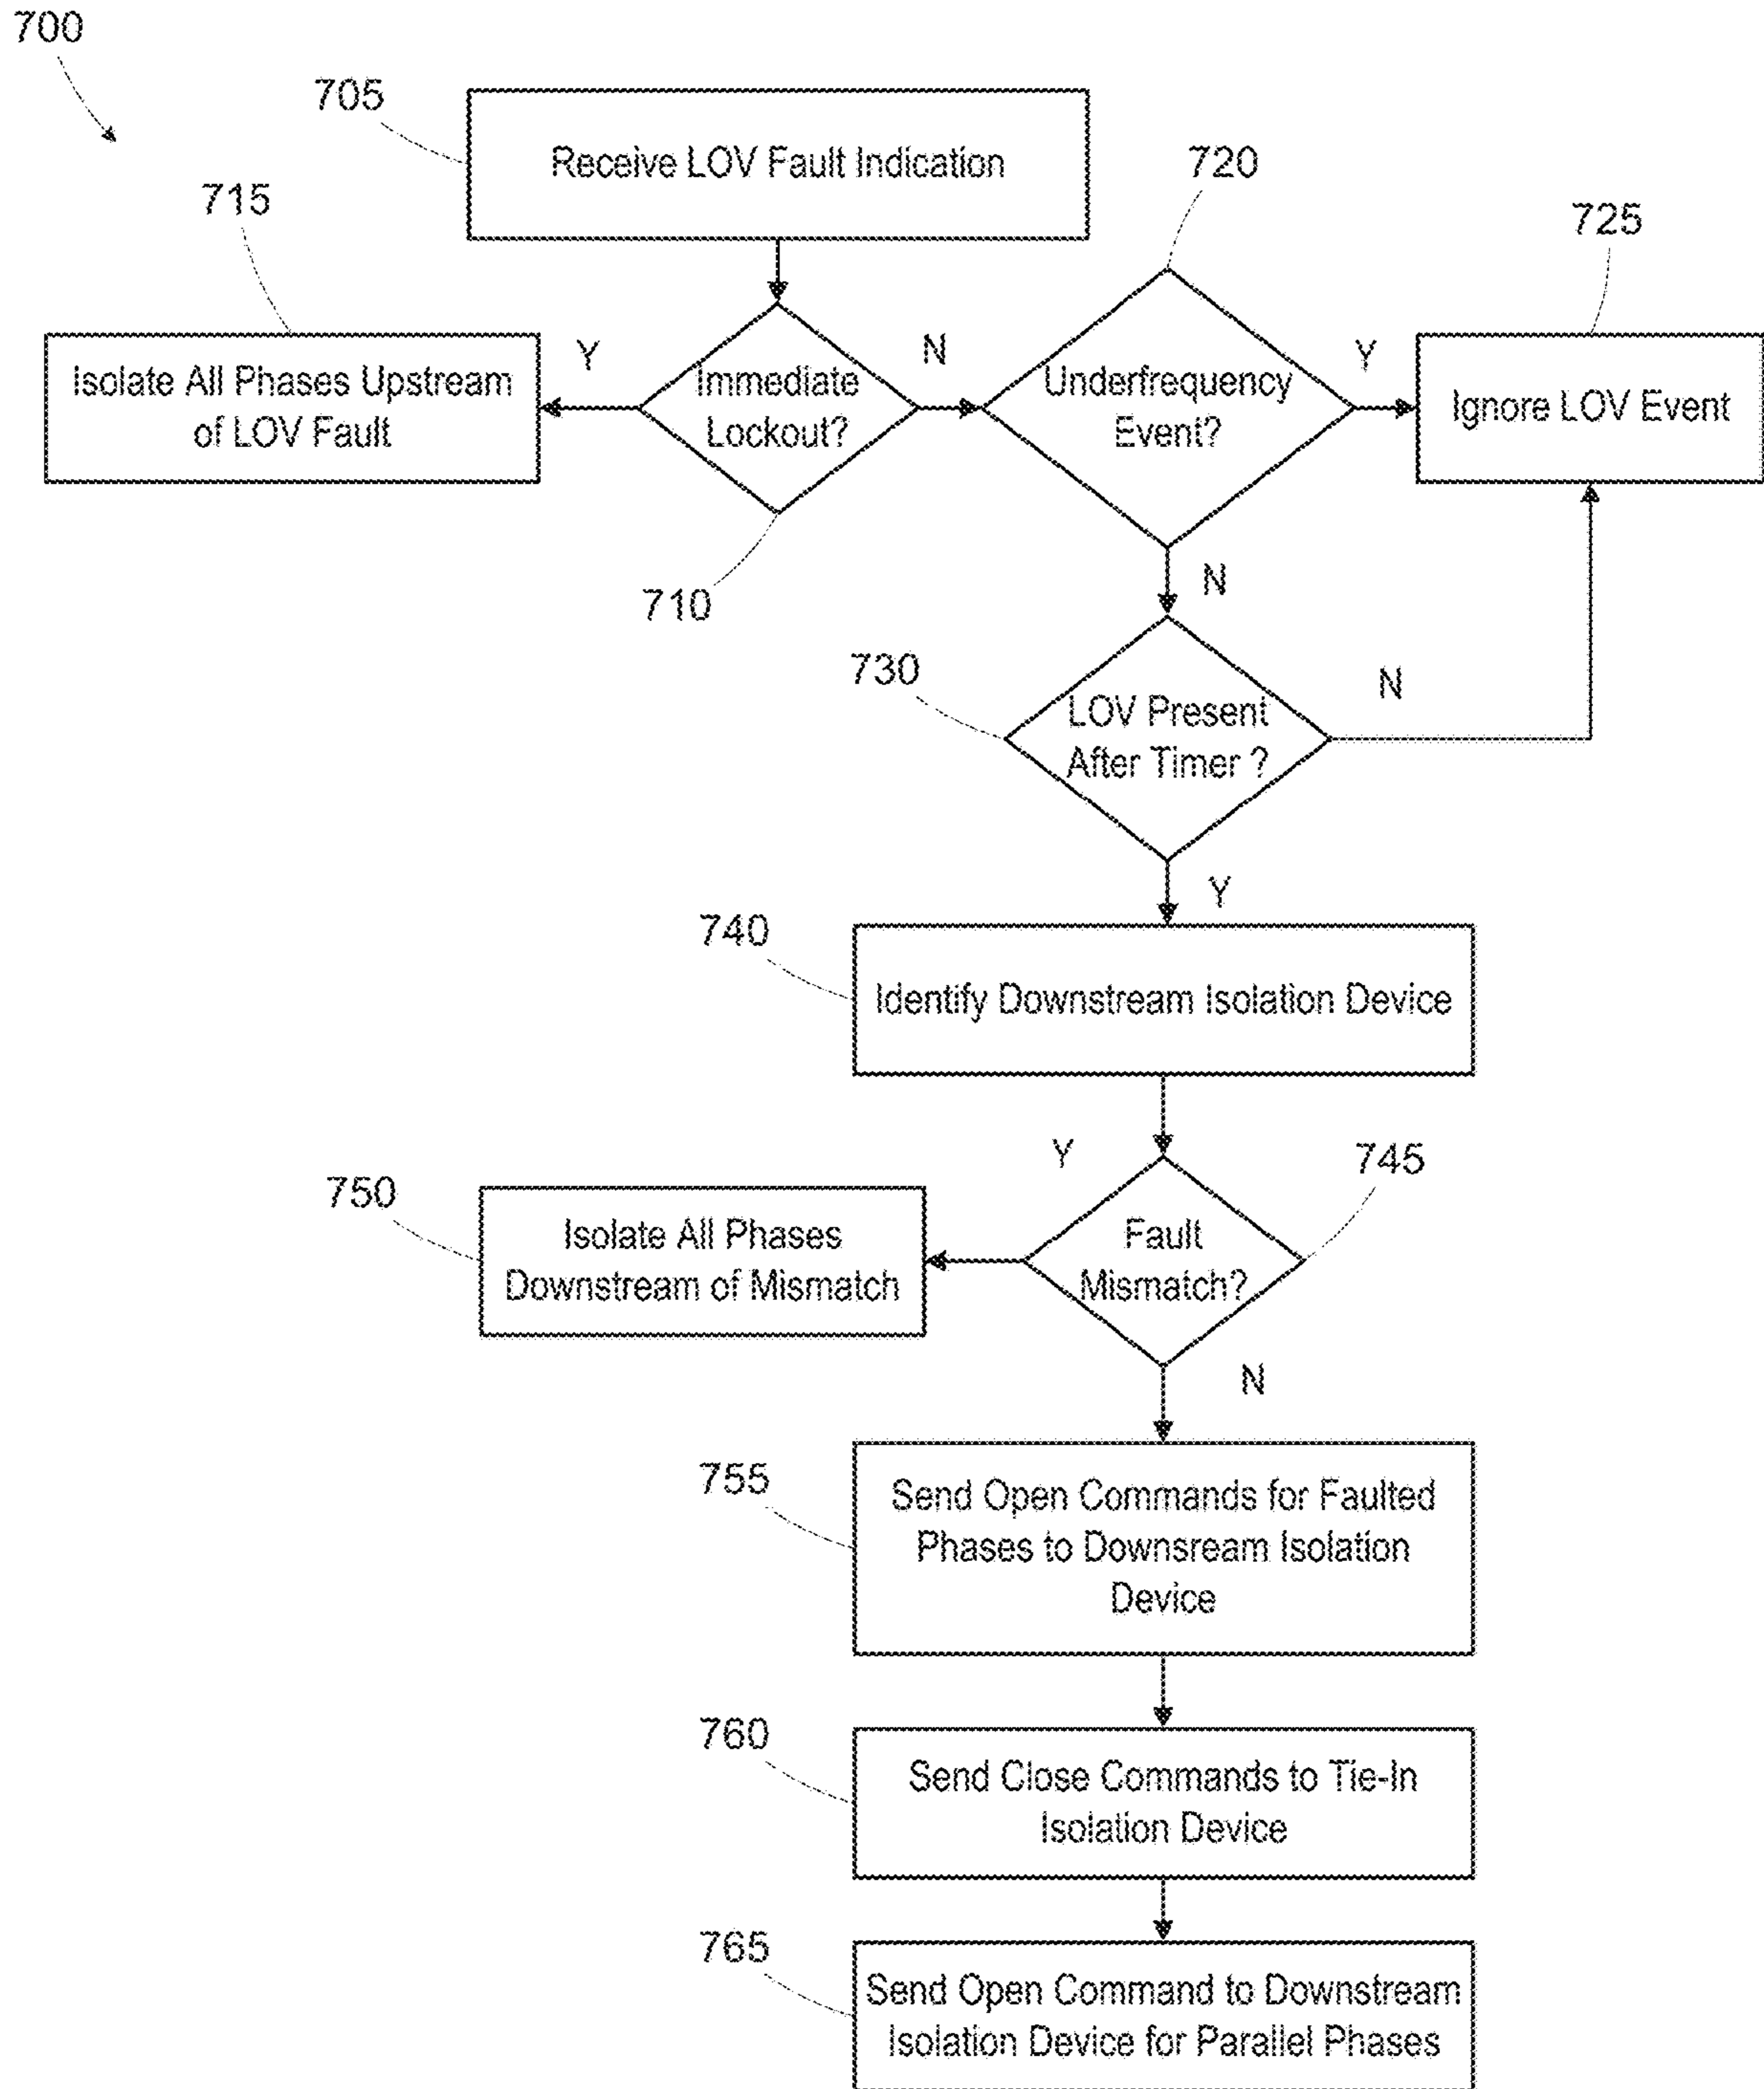 700
705
Receive LOV Fault Indication
720
715
725
Isolate All Phases Upstream
of LOV Fault
Y
Immediate
Lockout?
N
Underfrequency
Event?
Y
Ignore LOV Event
710
N
730
LOV Present
After Timer ?
N
Y
740
Identify Downstream Isolation Device
Y
745
750
Isolate All Phases
Downstream of Mismatch
Fault
Mismatch?
N
755
Send Open Commands for Faulted
Phases to Downsream Isolation
Device
760
Send Close Commands to Tie-In
Isolation Device
765
Send Open Command to Downstream
Isolation Device for Parallel Phases